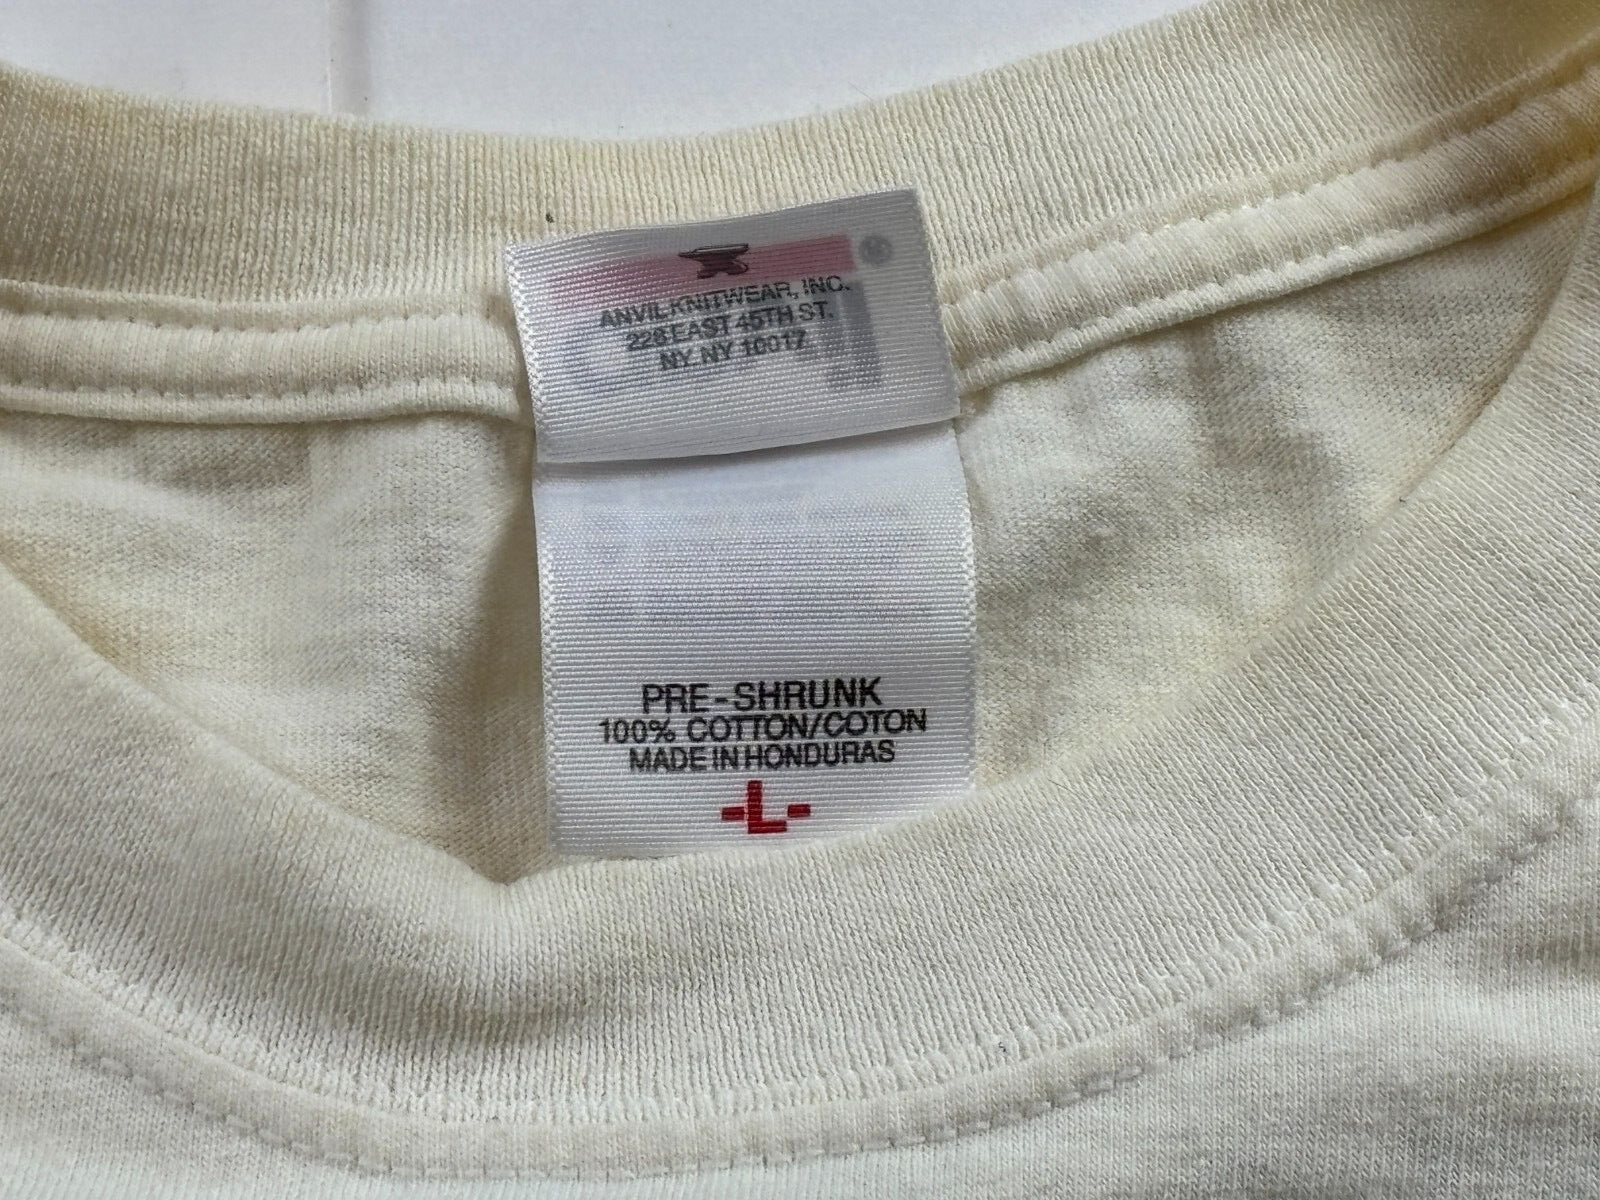 ANVIL KNITWEAR, INC.
228 EAST 45TH ST.
NY. NY 10017
PRE-SHRUNK
100% COTTON/COTON
MADE IN HONDURAS
-L-